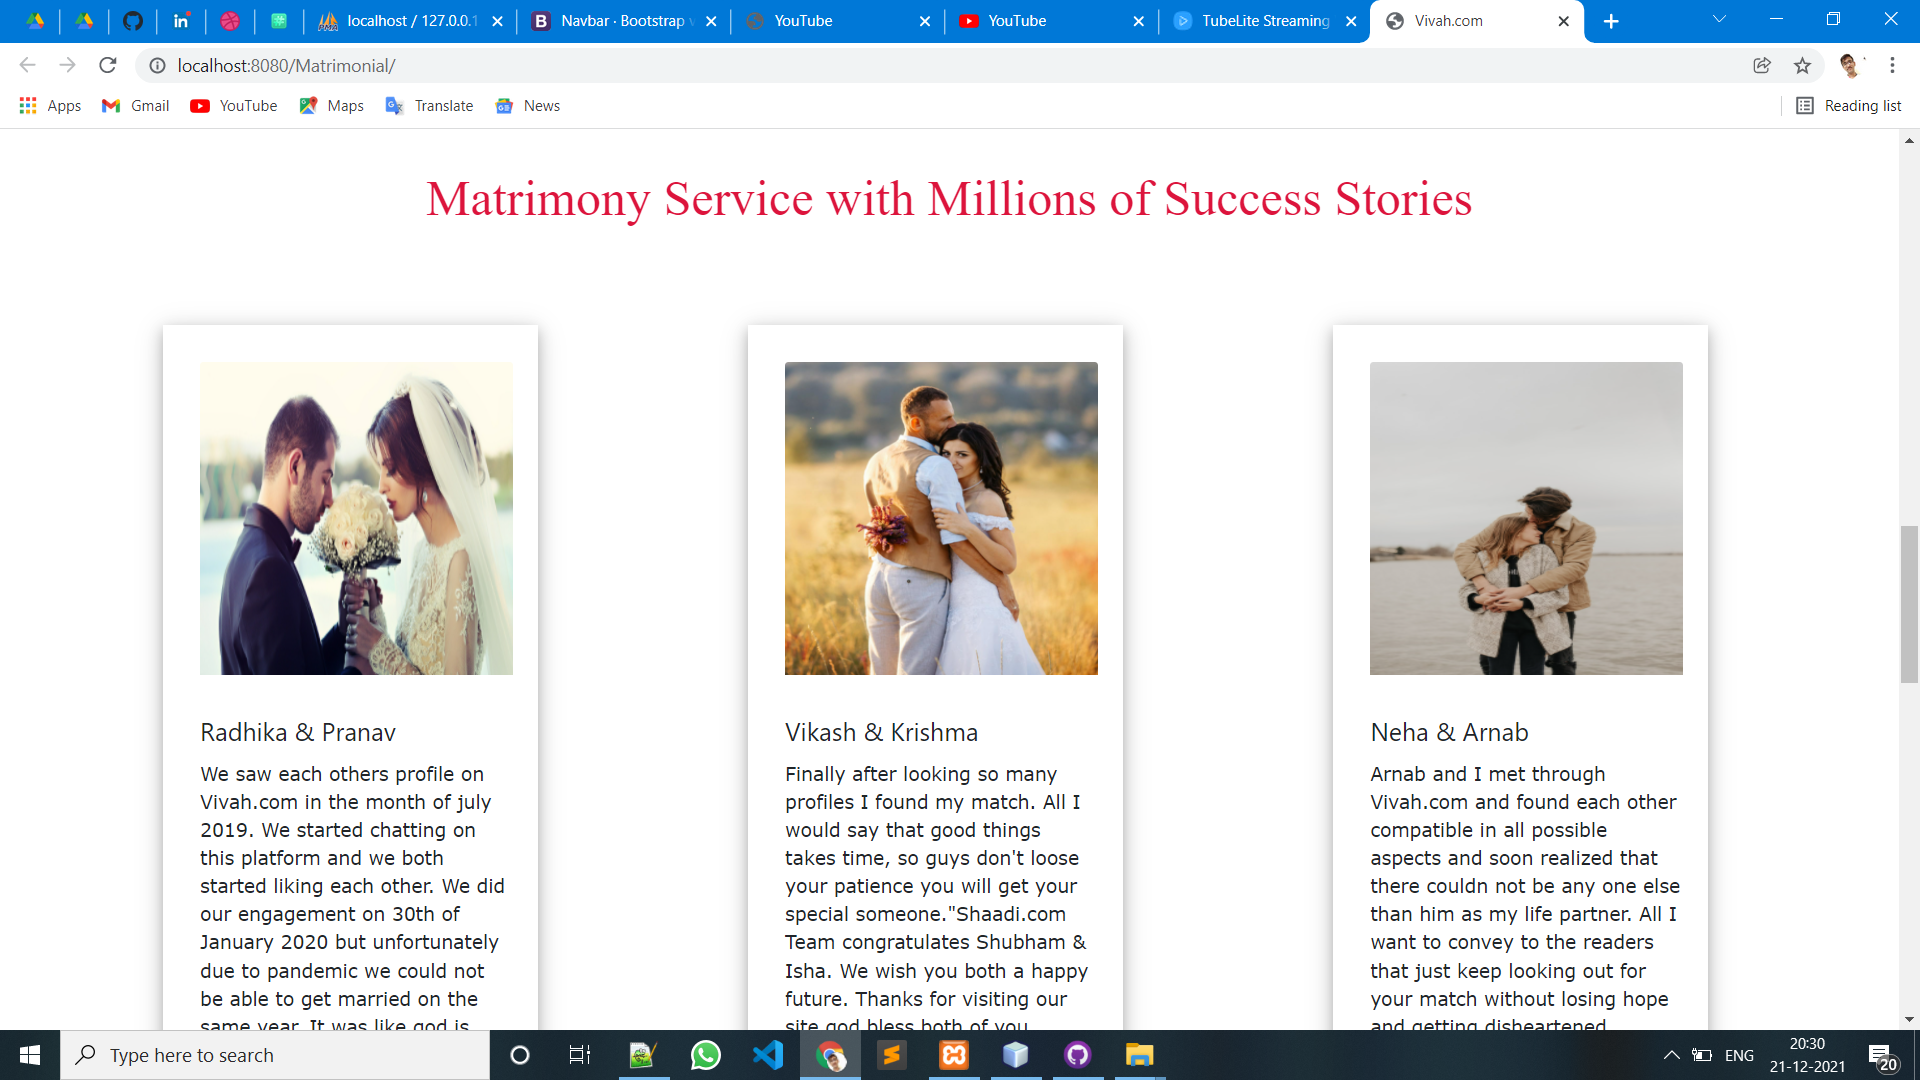 localhost / 127.0.0.1
Navbar · Bootstrap v
YouTube
YouTube
TubeLite Streaming
Vivah.com
localhost:8080/Matrimonial/
Apps
Gmail
YouTube
Maps
Translate
News
Reading list
Matrimony Service with Millions of Success Stories
Radhika & Pranav
We saw each others profile on
Vivah.com in the month of july
2019. We started chatting on
this platform and we both
started liking each other. We did
our engagement on 30th of
January 2020 but unfortunately
due to pandemic we could not
be able to get married on the
same year. It was like god is
Vikash & Krishma
Finally after looking so many
profiles I found my match. All I
would say that good things
takes time, so guys don't loose
your patience you will get your
special someone."Shaadi.com
Team congratulates Shubham &
Isha. We wish you both a happy
future. Thanks for visiting our
site god bless both of you
Neha & Arnab
Arnab and I met through
Vivah.com and found each other
compatible in all possible
aspects and soon realized that
there couldn not be any one else
than him as my life partner. All I
want to convey to the readers
that just keep looking out for
your match without losing hope
and getting disheartened
Type here to search
ENG
20:30
21-12-2021
20